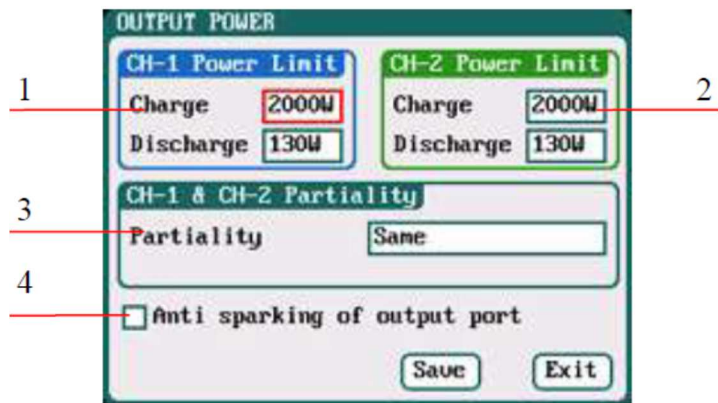 OUTPUT POWER
CH-1 Power Limit
CH-2 Power Limit
1
Charge 2000W
Charge 2000W
2
Discharge 130W
Discharge 130W
CH-1 & CH-2 Partiality
3
Partiality Same
4
Anti sparking of output port
Save
Exit